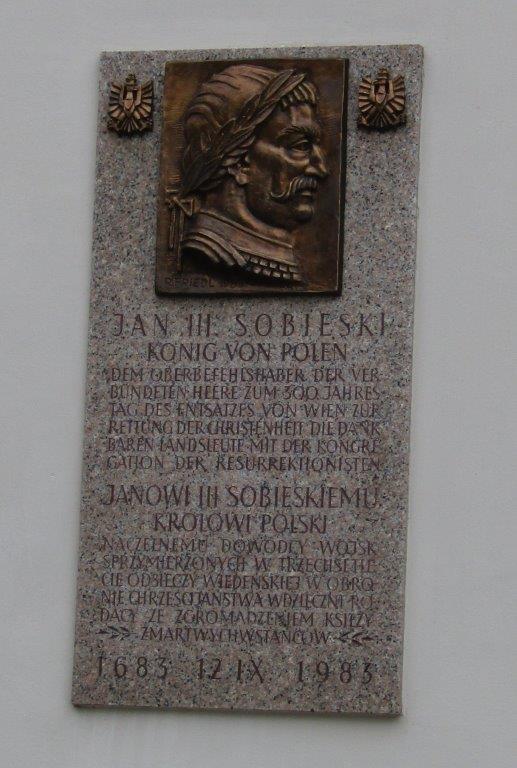 JAN III. SOBIESKI
KÖNIG VON POLEN
DEM OBERBEFEHLSHABER DER VER
BÜNDETEN HEERE ZUM 300 JAHRES
TAG DES ENTSATZES VON WIEN ZUR
RETTUNG DER CHRISTENHEIT DIE DANK
BAREN LANDSLEUTE MIT DER KONGRE
GATION DER RESURREKTIONISTEN
JANOWI III SOBIESKIEMU
KRÓLOWI POLSKI
NACZELNEMU DOWÓDCY WOJSK
SPRZYMIERZONYCH W TRZECHSETLE
CIE ODSIECZY WIEDEŃSKIEJ W OBRO
NIE CHRZEŚCIJAŃSTWA WDZIĘCZNI RO
DACY ZE ZGROMADZENIEM KSIĘŻY
ZMARTWYCHWSTAŃCÓW
1683 12 IX 1983